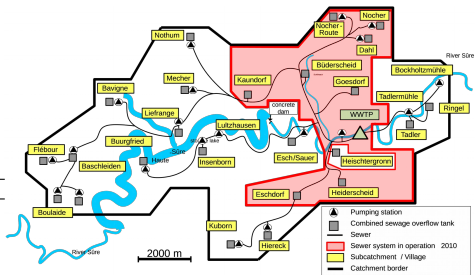 Nocher
Nocher-
Route
Nothum
Dahl
River Sûre
Büderscheid
Bockholtzmühle
Mecher
Kaundorf
Goesdorf
Bavigne
Tadlermühle
concrete
dam
Ringel
Liefrange
WWTP
Lultzhausen
Buurgfried
Tadler
Flébour
Sûre
Haute
lake
Esch/Sauer
Heischtergronn
Insenborn
Baschleiden
Eschdorf
Heiderscheid
Boulaide
Kuborn
Hiereck
River Sûre
2000 m
Pumping station
Combined sewage overflow tank
Sewer
Sewer system in operation 2010
Subcatchment / Village
Catchment border